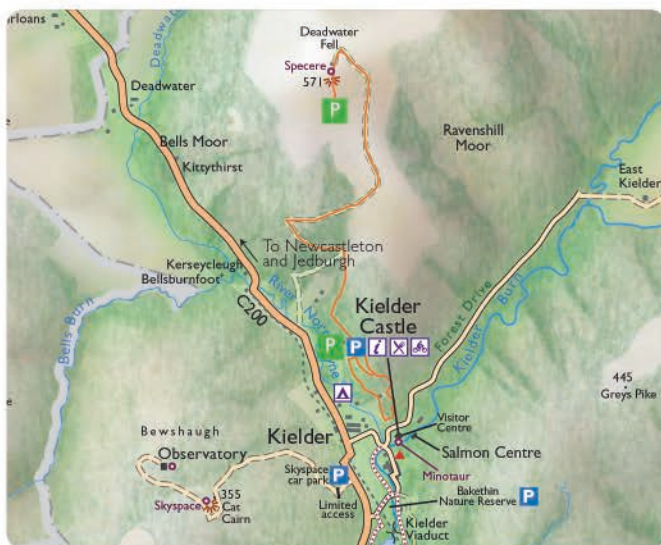 Deadwater
Deadwater
Fell
Specere
571
P
Deadwater
Ravenshill
Moor
Bells Moor
Kittythirst
East
Kielder
To Newcastleton
and Jedburgh
Kerseycleugh
Bellsburnfoot
C200
River North Tyne
Bells Burn
Kielder
Castle
P
P
i
Forest Drive
Kielder Burn
445
Greys Pike
Visitor
Centre
Salmon Centre
Minotaur
Kielder
Bewshaugh
Observatory
Skyspace
car park
P
Limited
access
Skyspace
355
Cat
Cairn
Bakethin
Nature Reserve
P
Kielder
Viaduct